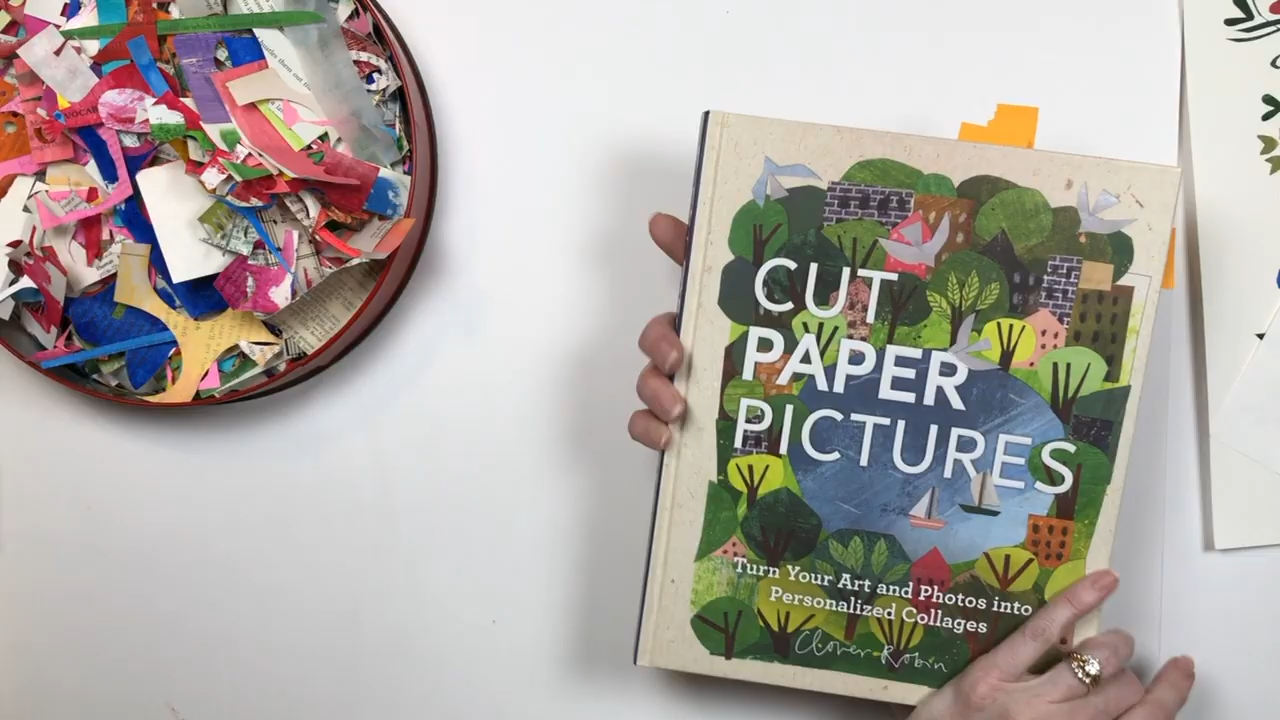 CUT
PAPER
PICTURES
Turn Your Art and Photos into
Personalized Collages
Clover Robin